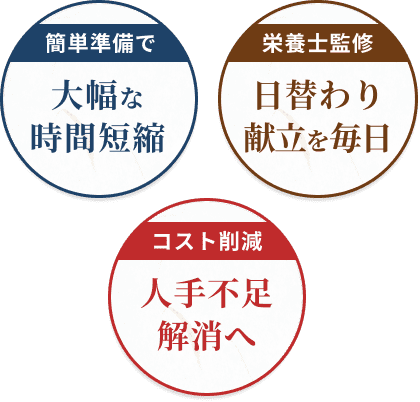 簡単準備で
大幅な
時間短縮
栄養士監修
日替わり
献立を毎日
コスト削減
人手不足
解消へ